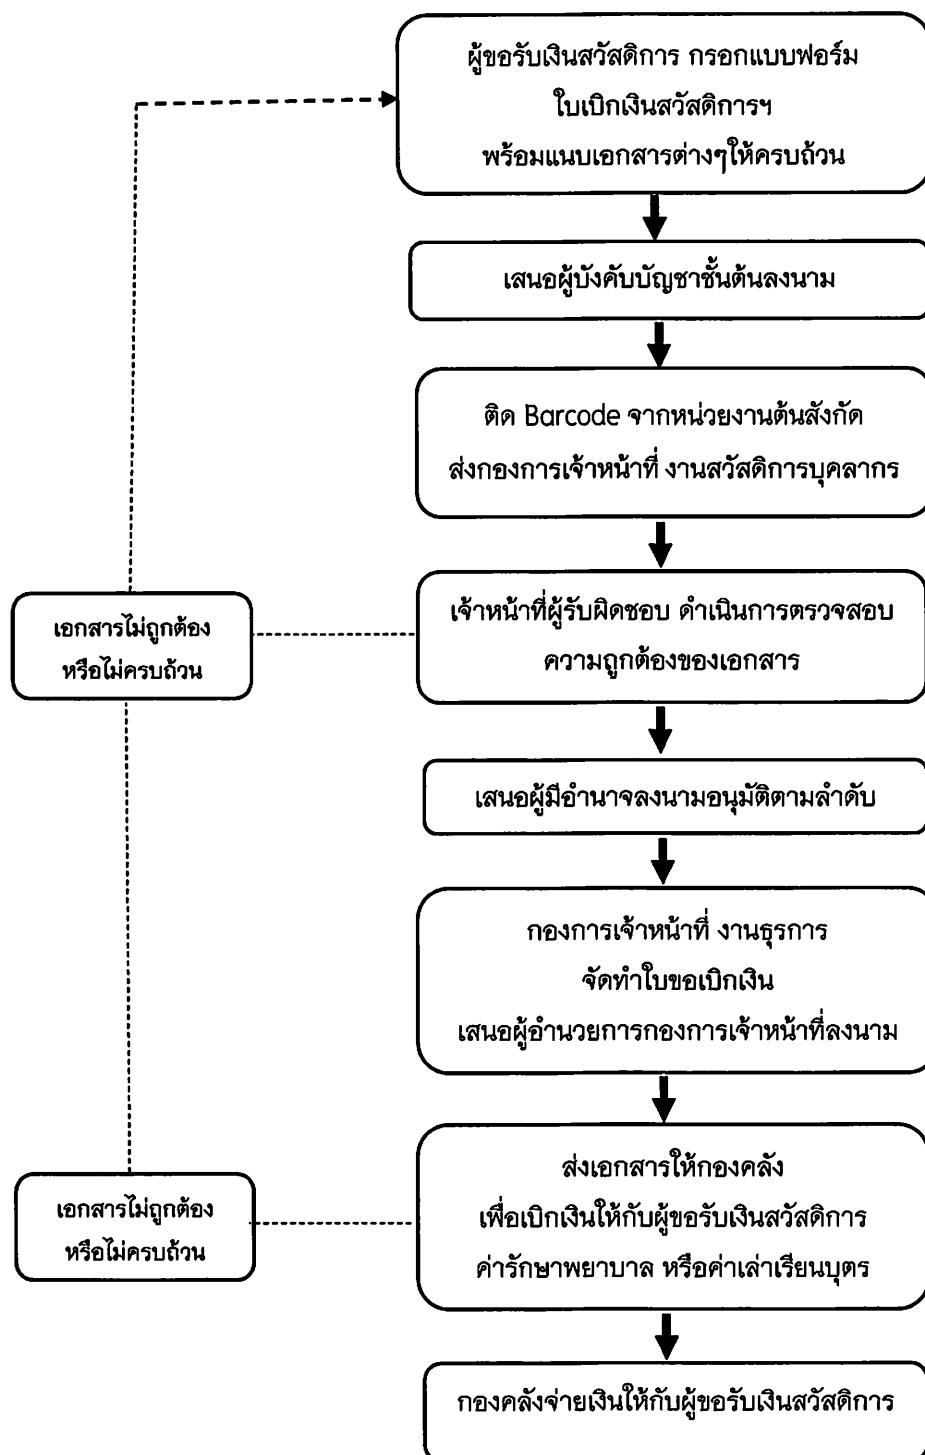 ผู้ขอรับเงินสวัสดิการ กรอกแบบฟอร์ม
ใบเบิกเงินสวัสดิการฯ
พร้อมแนบเอกสารต่างๆให้ครบถ้วน
เสนอผู้บังคับบัญชาชั้นต้นลงนาม
ติด Barcode จากหน่วยงานต้นสังกัด
ส่งกองการเจ้าหน้าที่ งานสวัสดิการบุคลากร
เจ้าหน้าที่ผู้รับผิดชอบ ดำเนินการตรวจสอบ
ความถูกต้องของเอกสาร
เอกสารไม่ถูกต้อง
หรือไม่ครบถ้วน
เสนอผู้มีอำนาจลงนามอนุมัติตามลำดับ
กองการเจ้าหน้าที่ งานธุรการ
จัดทำใบขอเบิกเงิน
เสนอผู้อำนวยการกองการเจ้าหน้าที่ลงนาม
ส่งเอกสารให้กองคลัง
เพื่อเบิกเงินให้กับผู้ขอรับเงินสวัสดิการ
ค่ารักษาพยาบาล หรือค่าเล่าเรียนบุตร
เอกสารไม่ถูกต้อง
หรือไม่ครบถ้วน
กองคลังจ่ายเงินให้กับผู้ขอรับเงินสวัสดิการ